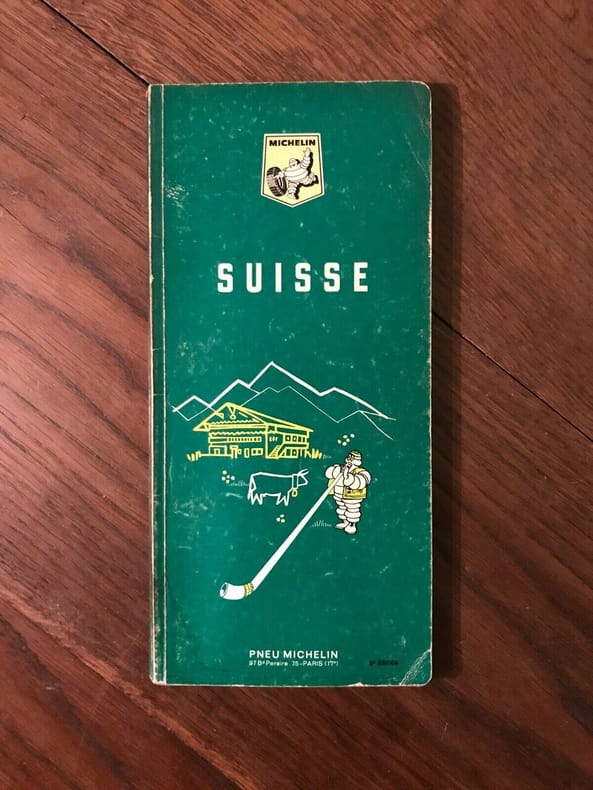 MICHELIN
SUISSE
PNEU MICHELIN
97 Bᵈ Pereire 75-PARIS (17ᵉ)